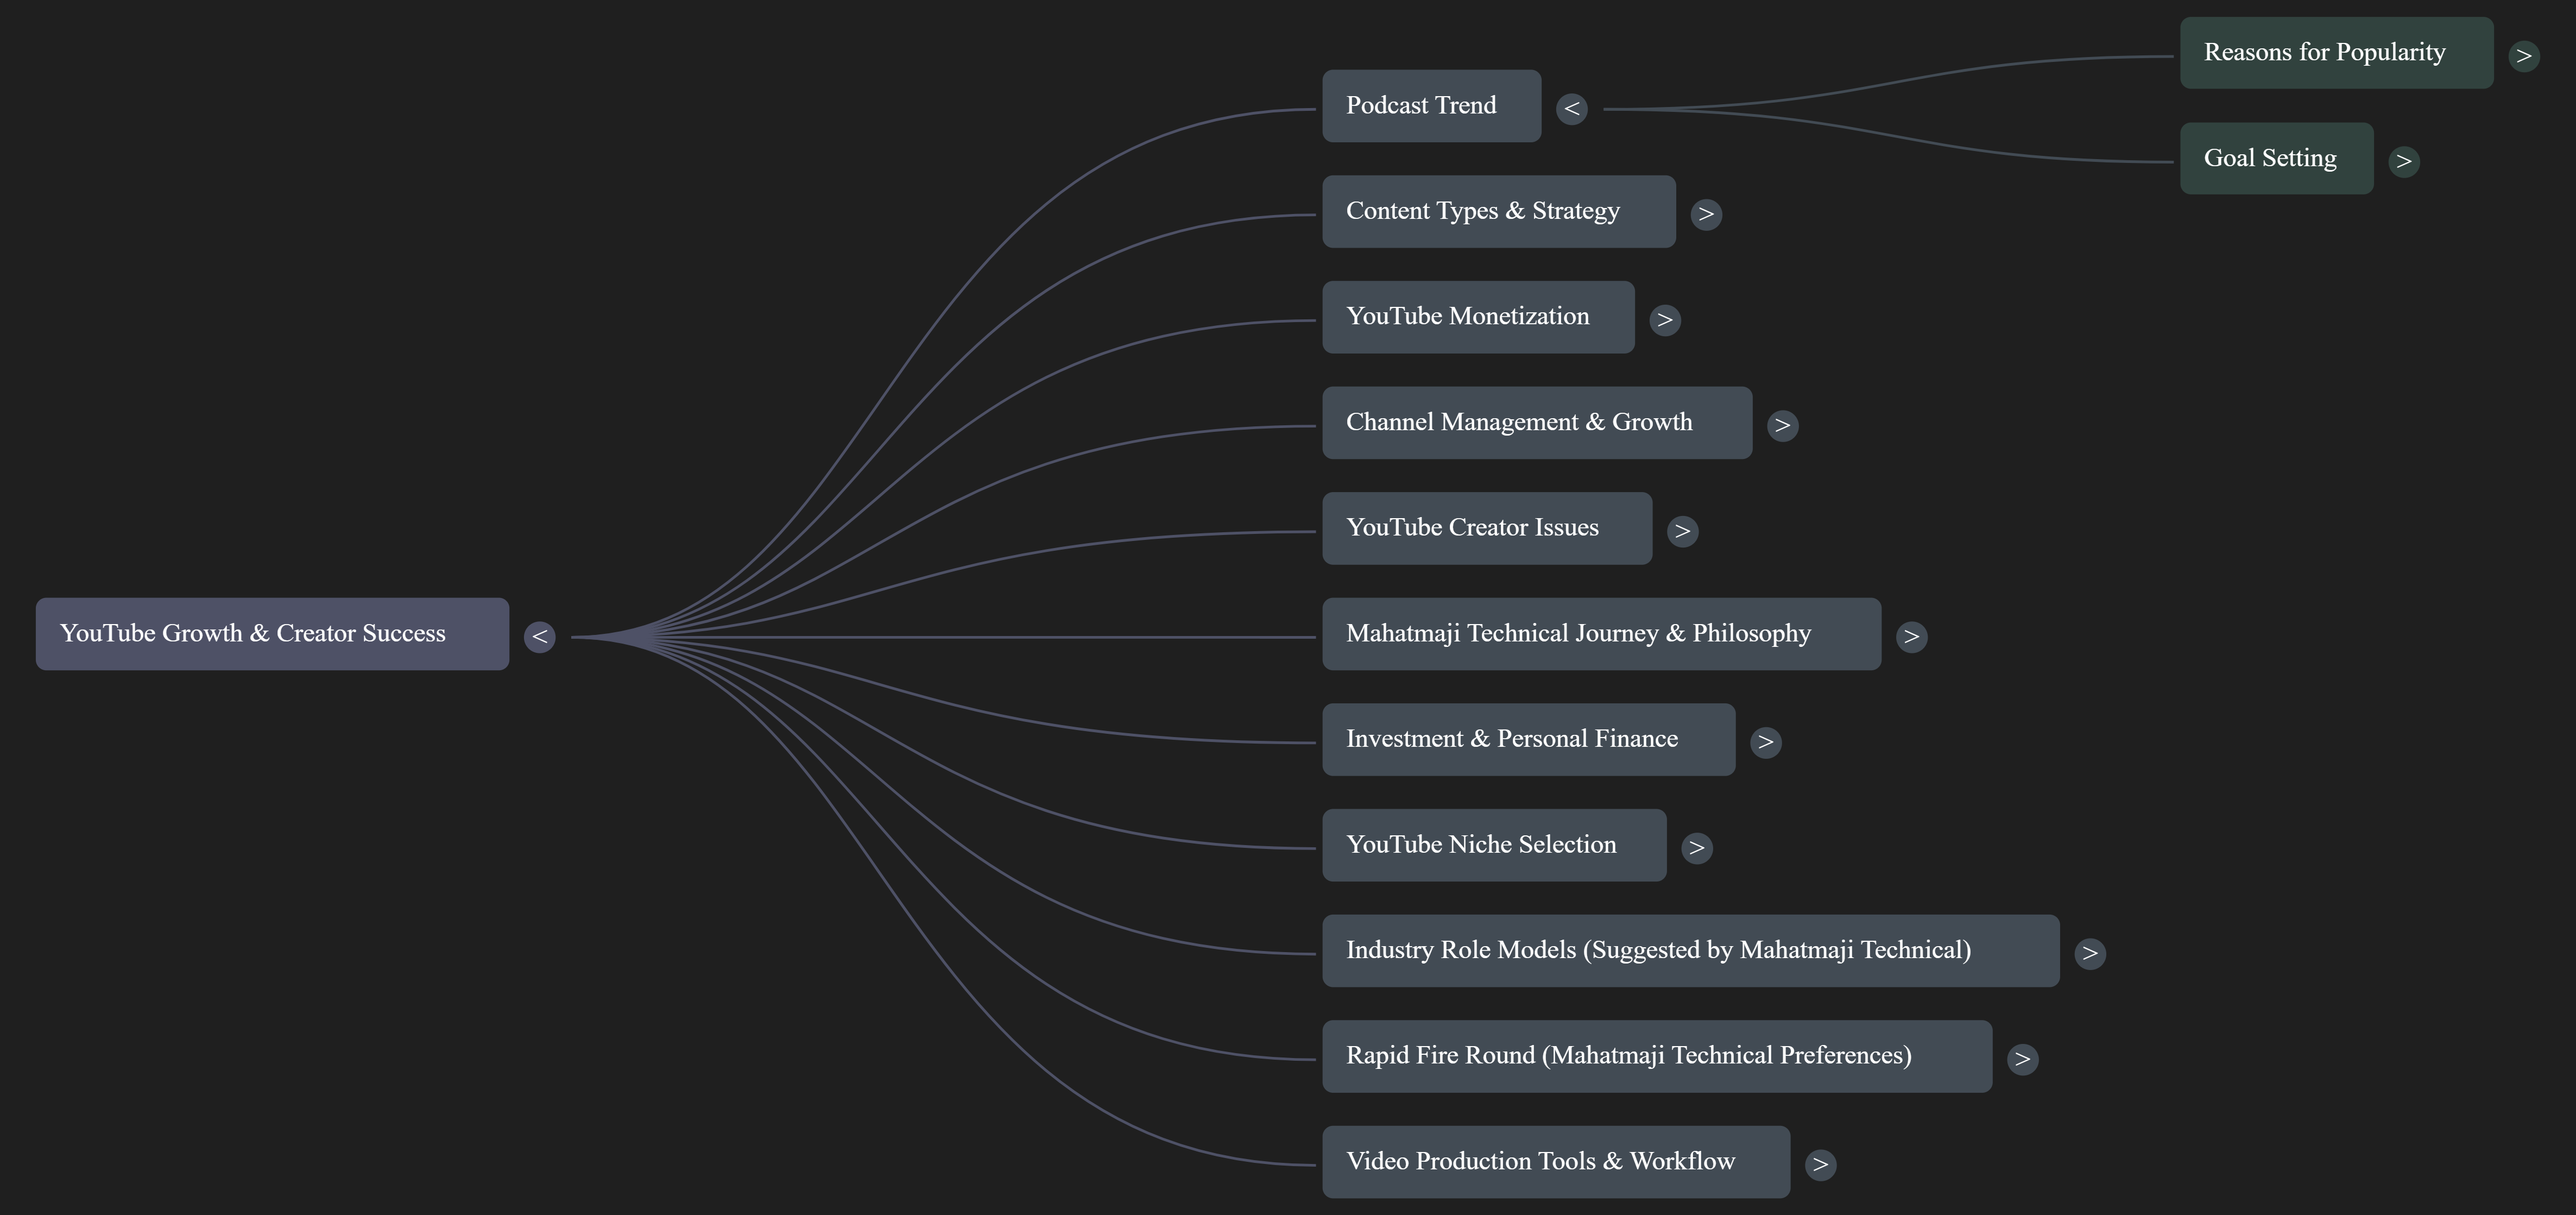 YouTube Growth & Creator Success <
Podcast Trend <
Reasons for Popularity >
Goal Setting >
Content Types & Strategy >
YouTube Monetization >
Channel Management & Growth >
YouTube Creator Issues >
Mahatmaji Technical Journey & Philosophy >
Investment & Personal Finance >
YouTube Niche Selection >
Industry Role Models (Suggested by Mahatmaji Technical) >
Rapid Fire Round (Mahatmaji Technical Preferences) >
Video Production Tools & Workflow >